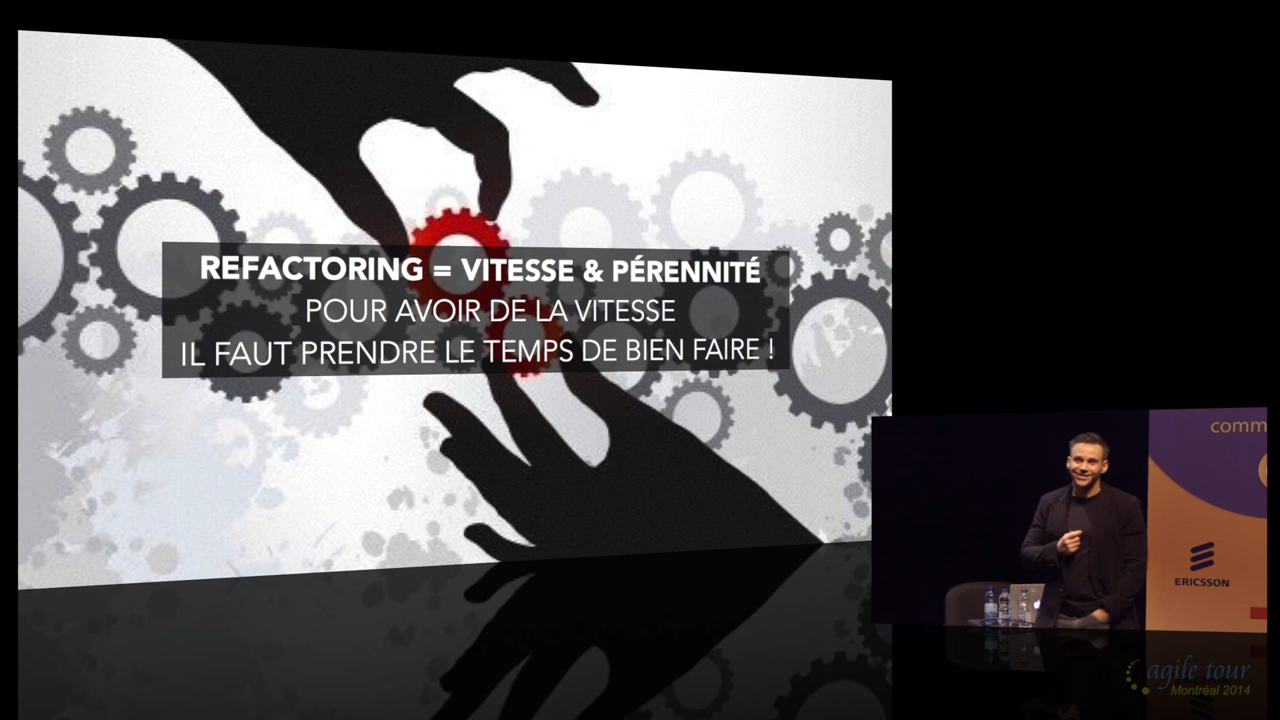 REFACTORING = VITESSE & PÉRENNITÉ
POUR AVOIR DE LA VITESSE
IL FAUT PRENDRE LE TEMPS DE BIEN FAIRE !
comm
ERICSSON
agile tour
Montréal 2014